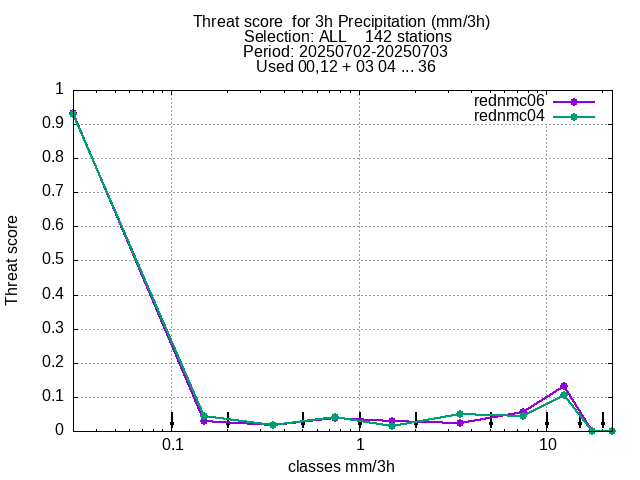 Threat score  for 3h Precipitation (mm/3h)
Selection: ALL    142 stations
Period: 20250702-20250703
Used 00,12 + 03 04 ... 36
rednmc06
rednmc04
1
0.9
0.8
0.7
0.6
0.5
0.4
0.3
0.2
0.1
0
Threat score
0.1
1
10
classes mm/3h